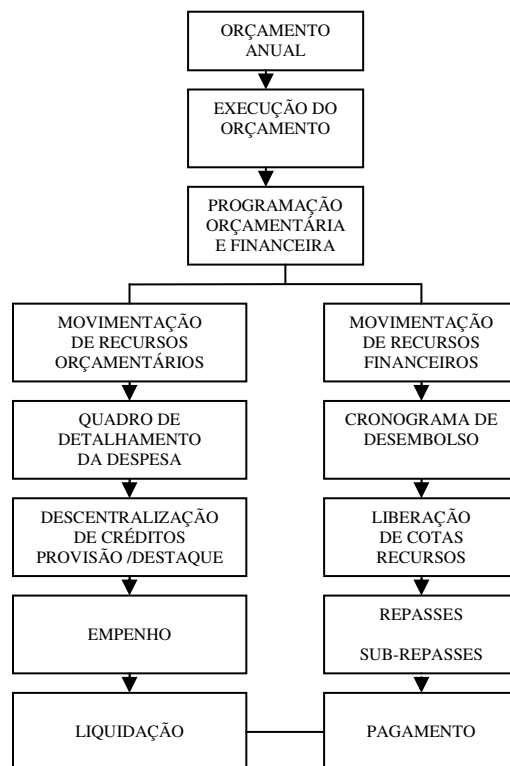 ORÇAMENTO
ANUAL
EXECUÇÃO DO
ORÇAMENTO
PROGRAMAÇÃO
ORÇAMENTÁRIA
E FINANCEIRA
MOVIMENTAÇÃO
DE RECURSOS
ORÇAMENTÁRIOS
MOVIMENTAÇÃO
DE RECURSOS
FINANCEIROS
QUADRO DE
DETALHAMENTO
DA DESPESA
CRONOGRAMA DE
DESEMBOLSO
DESCENTRALIZAÇÃO
DE CRÉDITOS
PROVISÃO /DESTAQUE
LIBERAÇÃO
DE COTAS
RECURSOS
EMPENHO
REPASSES
SUB-REPASSES
LIQUIDAÇÃO
PAGAMENTO